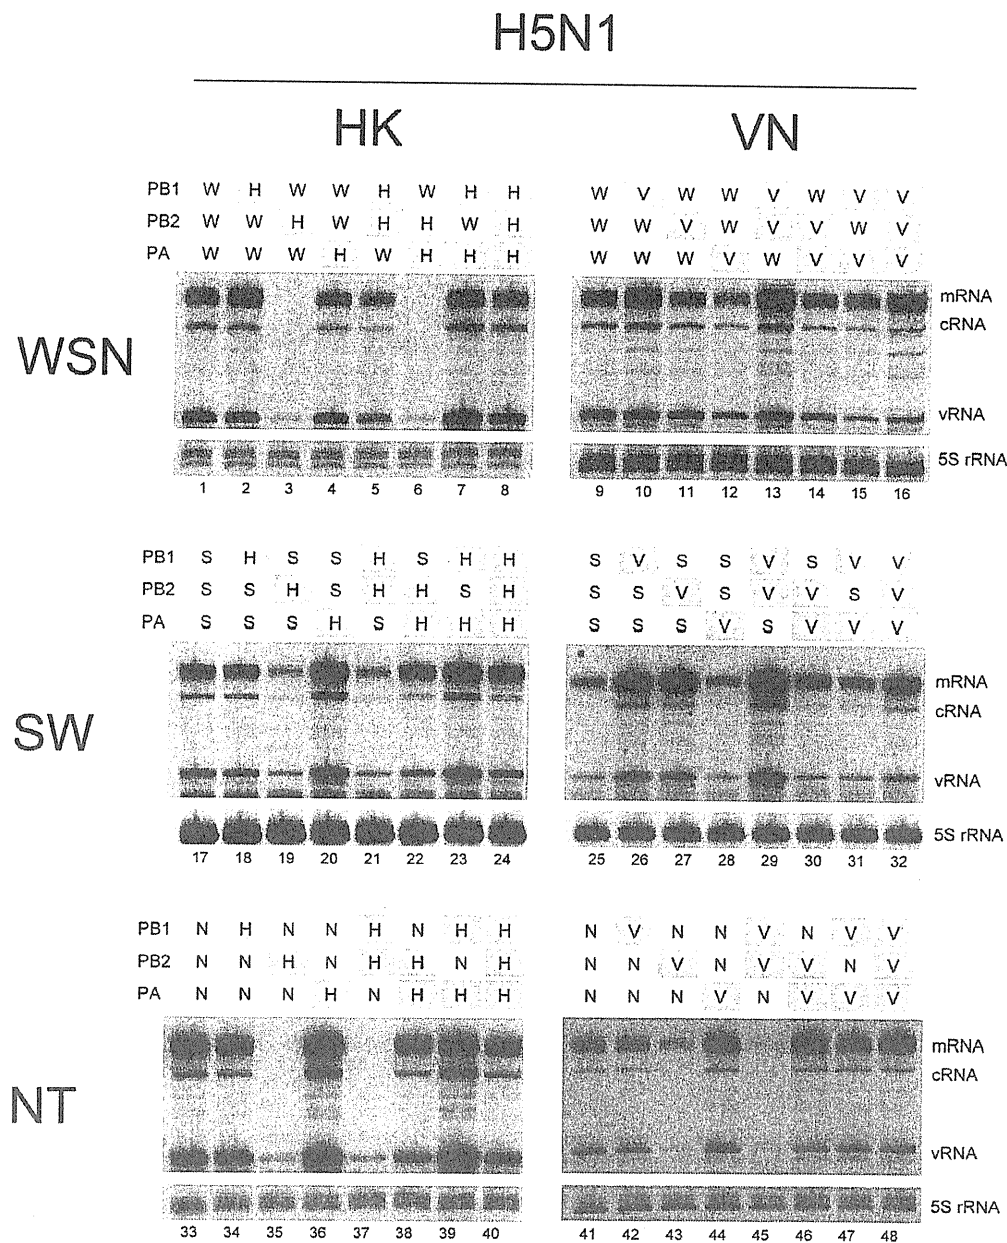 H5N1
HK VN
PB1 W H W W H W H H W V W W V W V V
PB2 W W H W H H W H W W V W V V W V
PA W W W H W H H H W W W V W V V V
mRNA
cRNA
WSN
vRNA
5S rRNA
1 2 3 4 5 6 7 8 9 10 11 12 13 14 15 16
PB1 S H S S H S H H S V S S V S V V
PB2 S S H S H H S H S S V S V V S V
PA S S S H S H H H S S S V S V V V
mRNA
cRNA
SW
vRNA
5S rRNA
17 18 19 20 21 22 23 24 25 26 27 28 29 30 31 32
PB1 N H N N H N H H N V N N V N V V
PB2 N N H N H H N H N N V N V V N V
PA N N N H N H H H N N N V N V V V
mRNA
cRNA
NT
vRNA
5S rRNA
33 34 35 36 37 38 39 40 41 42 43 44 45 46 47 48